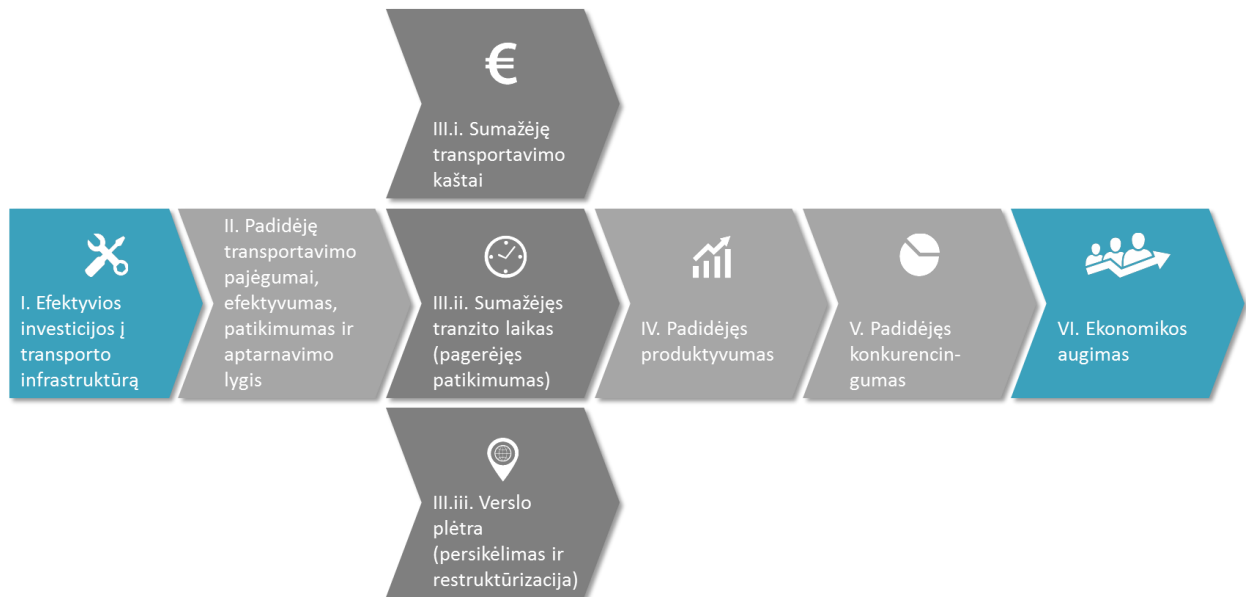 €
III.i. Sumažėję
transportavimo
kaštai
I. Efektyvios
investicijos į
transporto
infrastruktūrą
II. Padidėję
transportavimo
pajėgumai,
efektyvumas,
patikimumas ir
aptarnavimo
lygis
III.ii. Sumažėjęs
tranzito laikas
(pagerėjęs
patikimumas)
IV. Padidėjęs
produktyvumas
V. Padidėjęs
konkurencin-
gumas
VI. Ekonomikos
augimas
III.iii. Verslo
plėtra
(persikėlimas ir
restruktūrizacija)